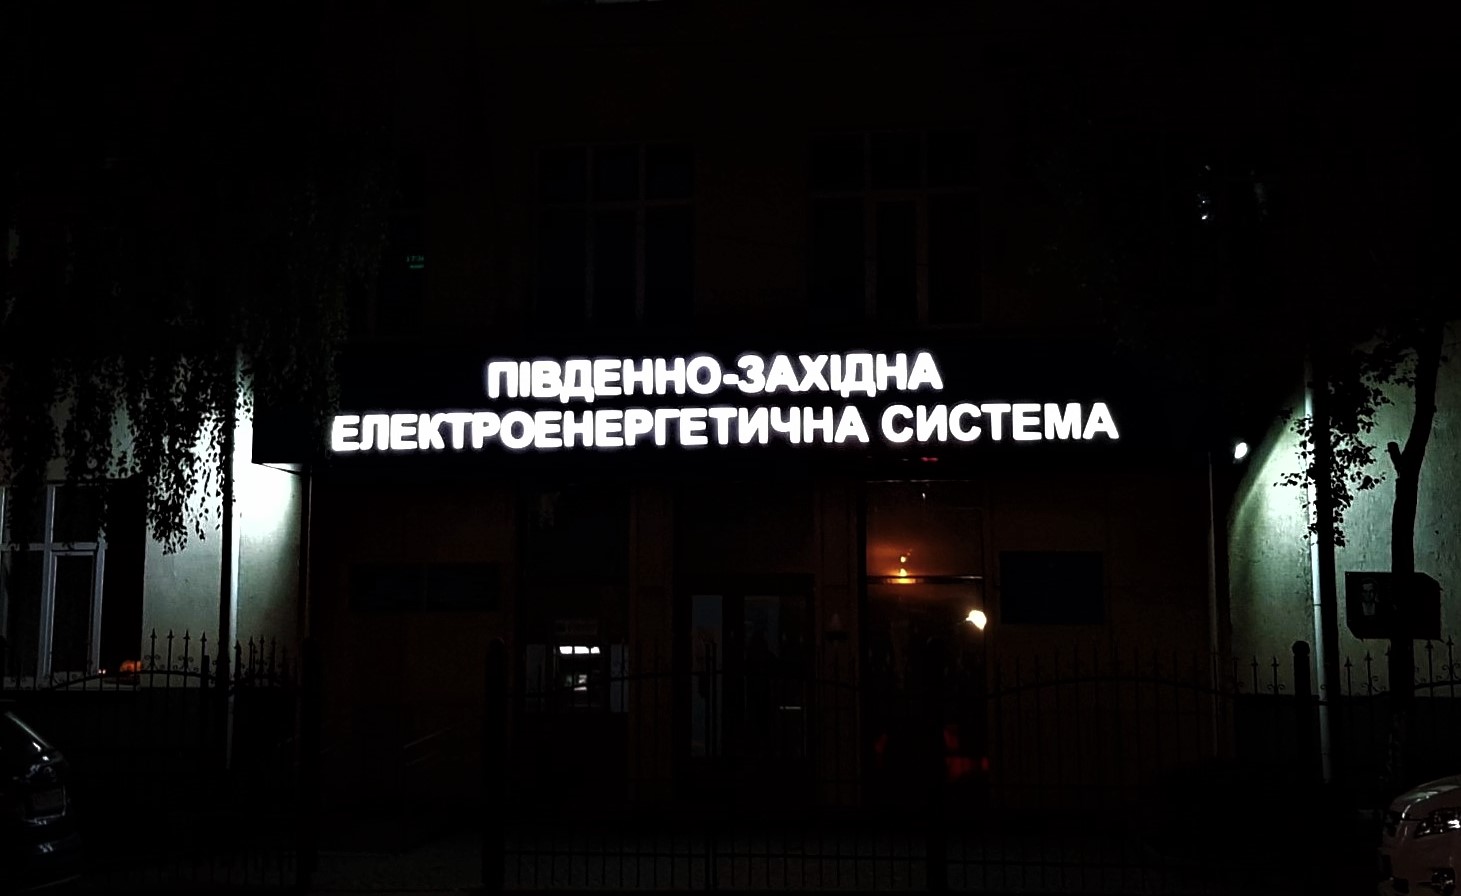 ПІВДЕННО-ЗАХІДНА
ЕЛЕКТРОЕНЕРГЕТИЧНА СИСТЕМА